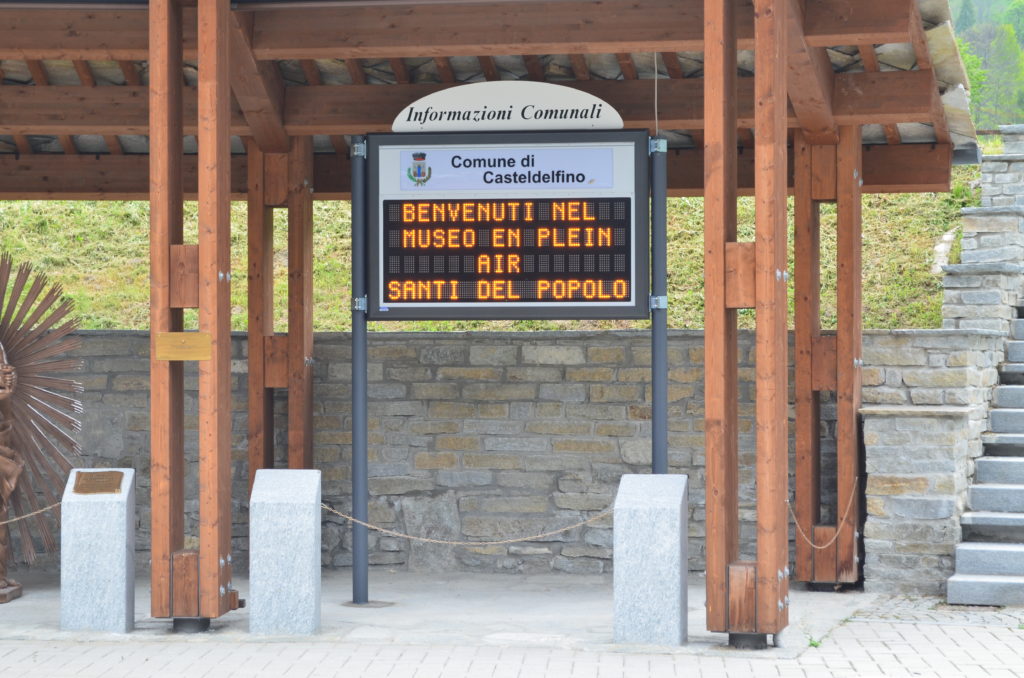 Informazioni Comunali
Comune di
Casteldelfino
BENVENUTI NEL
MUSEO EN PLEIN
AIR
SANTI DEL POPOLO